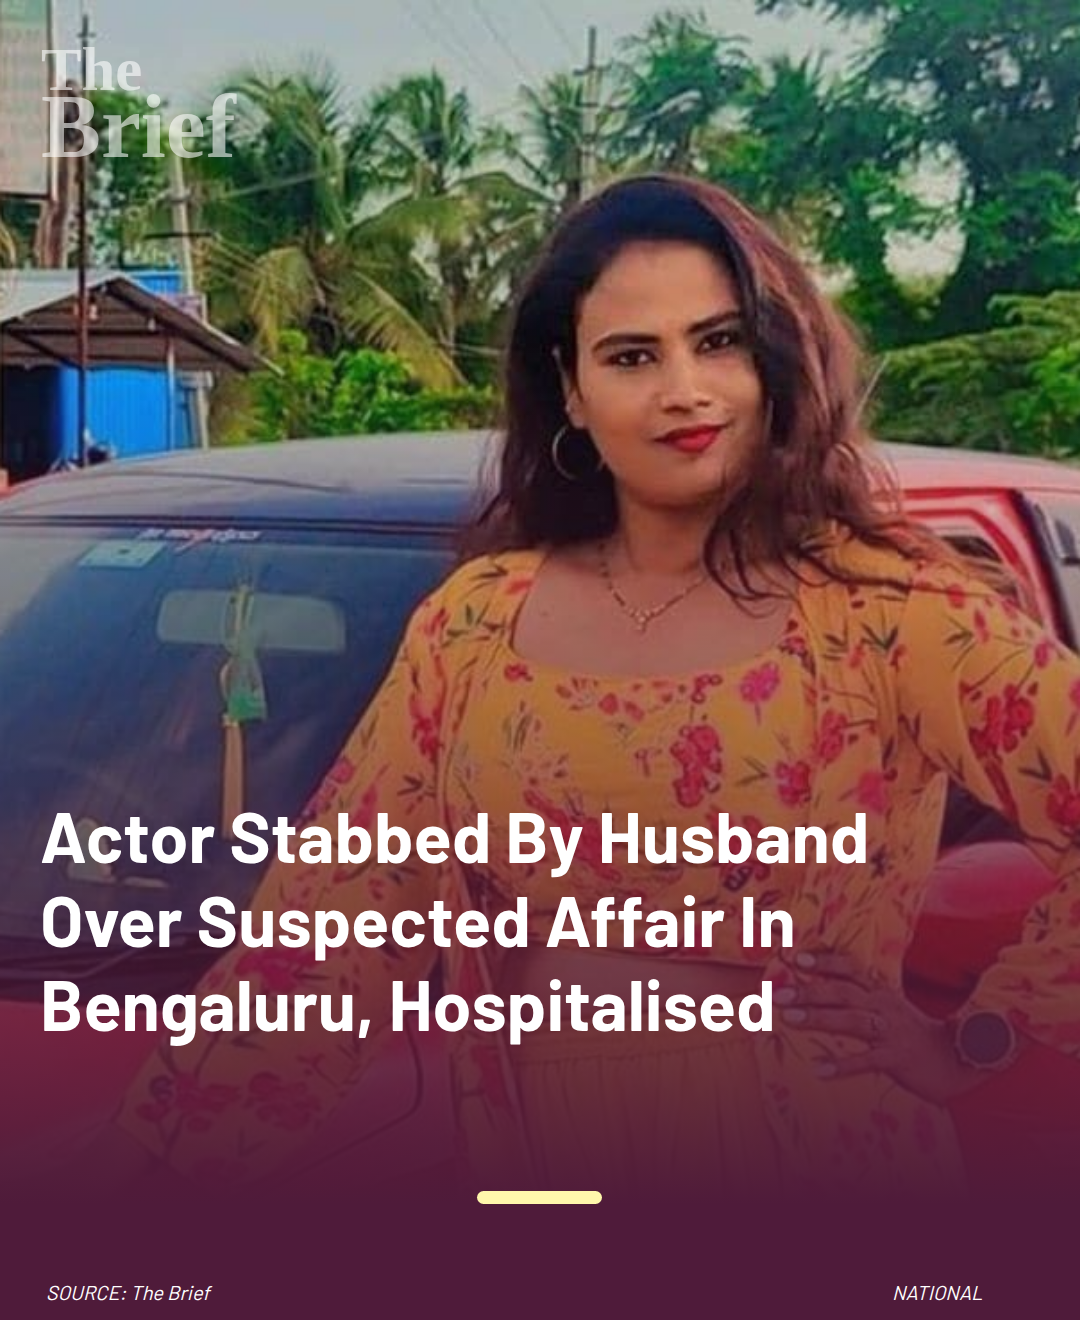 The
Brief
Actor Stabbed By Husband
Over Suspected Affair In
Bengaluru, Hospitalised
SOURCE: The Brief
NATIONAL